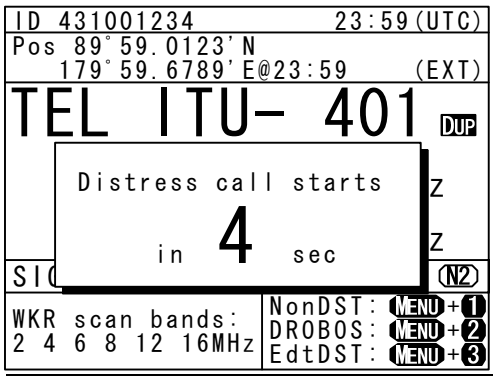 ID 431001234 23:59(UTC)
Pos 89°59.0123'N
179°59.6789'E@23:59 (EXT)
TEL ITU- 401 DUP
Distress call starts
Z
in 4 sec
Z
SIG
N2
WKR scan bands:
2 4 6 8 12 16MHz
NonDST: MENU+1
DROBOS: MENU+2
EdtDST: MENU+3